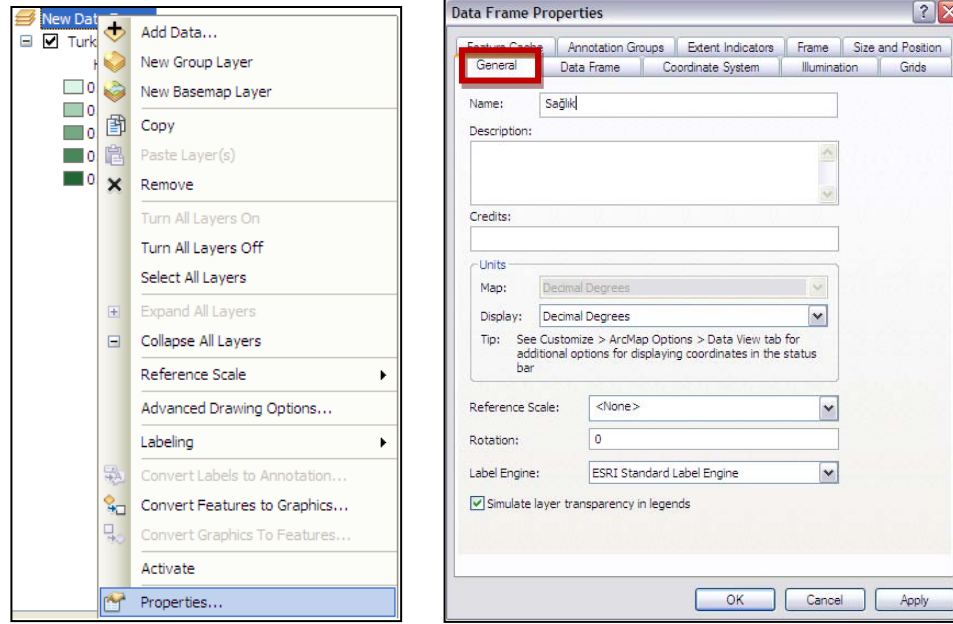 New Dat
Turk
0
0
0
0
0
Add Data...
New Group Layer
New Basemap Layer
Copy
Paste Layer(s)
Remove
Turn All Layers On
Turn All Layers Off
Select All Layers
Expand All Layers
Collapse All Layers
Reference Scale
Advanced Drawing Options...
Labeling
Convert Labels to Annotation...
Convert Features to Graphics...
Convert Graphics To Features...
Activate
Properties...
Data Frame Properties
Feature Cache Annotation Groups Extent Indicators Frame Size and Position
General Data Frame Coordinate System Illumination Grids
Name: Sağlık
Description:
Credits:
Units
Map: Decimal Degrees
Display: Decimal Degrees
Tip: See Customize > ArcMap Options > Data View tab for
additional options for displaying coordinates in the status
bar
Reference Scale: <None>
Rotation: 0
Label Engine: ESRI Standard Label Engine
Simulate layer transparency in legends
OK Cancel Apply